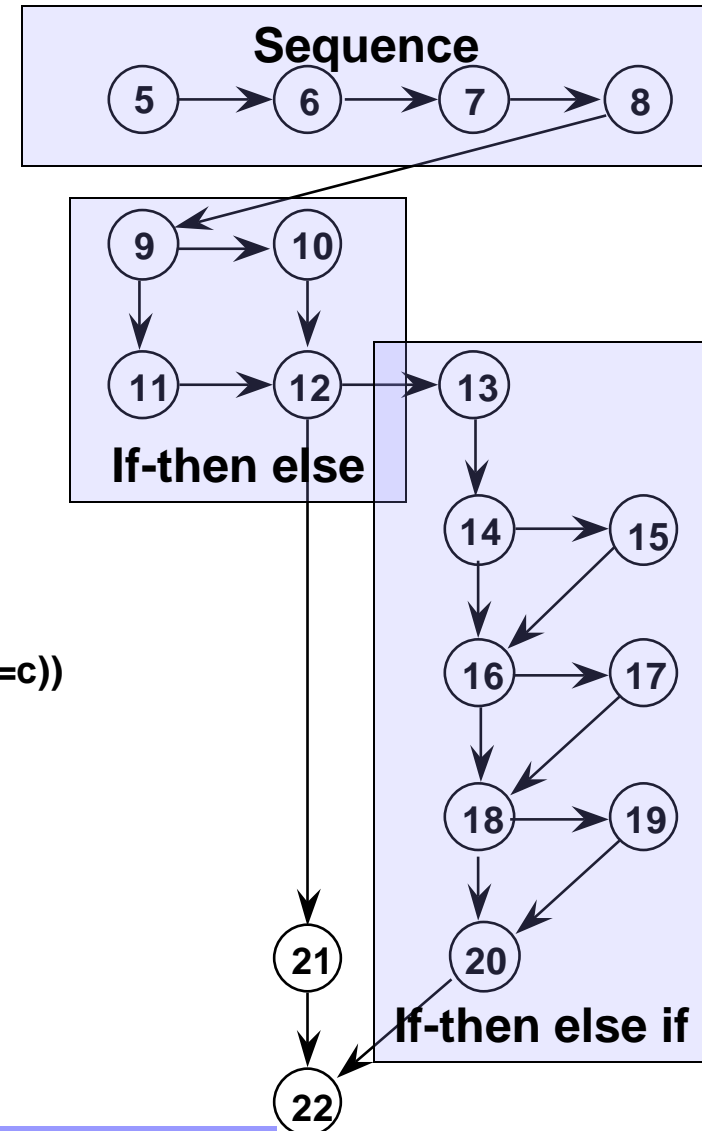 Sequence
5 6 7 8
9 10
11 12 13
If-then else
14 15
=c))
16 17
18 19
21 20
If-then else if
22